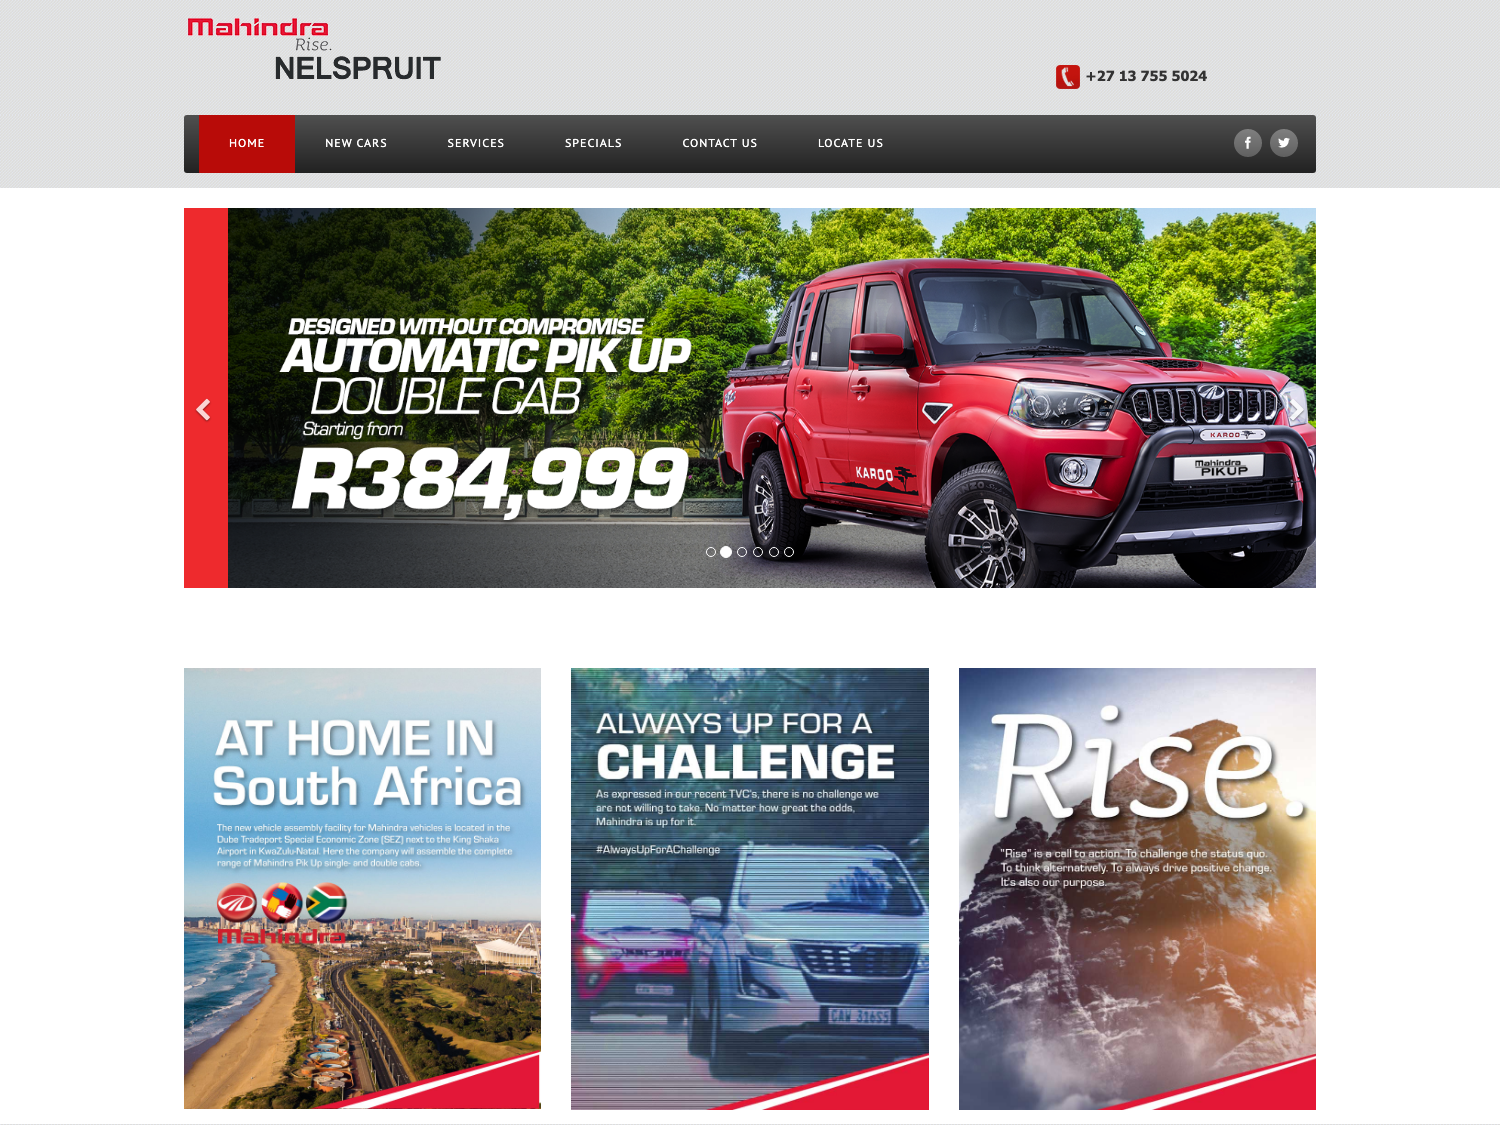 Mahindra
Rise.
NELSPRUIT
+27 13 755 5024
HOME
NEW CARS
SERVICES
SPECIALS
CONTACT US
LOCATE US
DESIGNED WITHOUT COMPROMISE
AUTOMATIC PIK UP
DOUBLE CAB
Starting from
R384,999
KAROO
KAROO
Mahindra
PIKUP
AT HOME IN
South Africa
The new vehicle assembly facility for Mahindra vehicles is located in the
Dube Tradeport Special Economic Zone (SEZ) next to the King Shaka
Airport in KwaZulu-Natal. Here the company will assemble the complete
range of Mahindra Pik Up single- and double cabs.
Mahindra
ALWAYS UP FOR A
CHALLENGE
As expressed in our recent TVC's, there is no challenge we
are not willing to take. No matter how great the odds,
Mahindra is up for it.
#AlwaysUpForAChallenge
Rise.
"Rise" is a call to action. To challenge the status quo.
To think alternatively. To always drive positive change.
It's also our purpose.